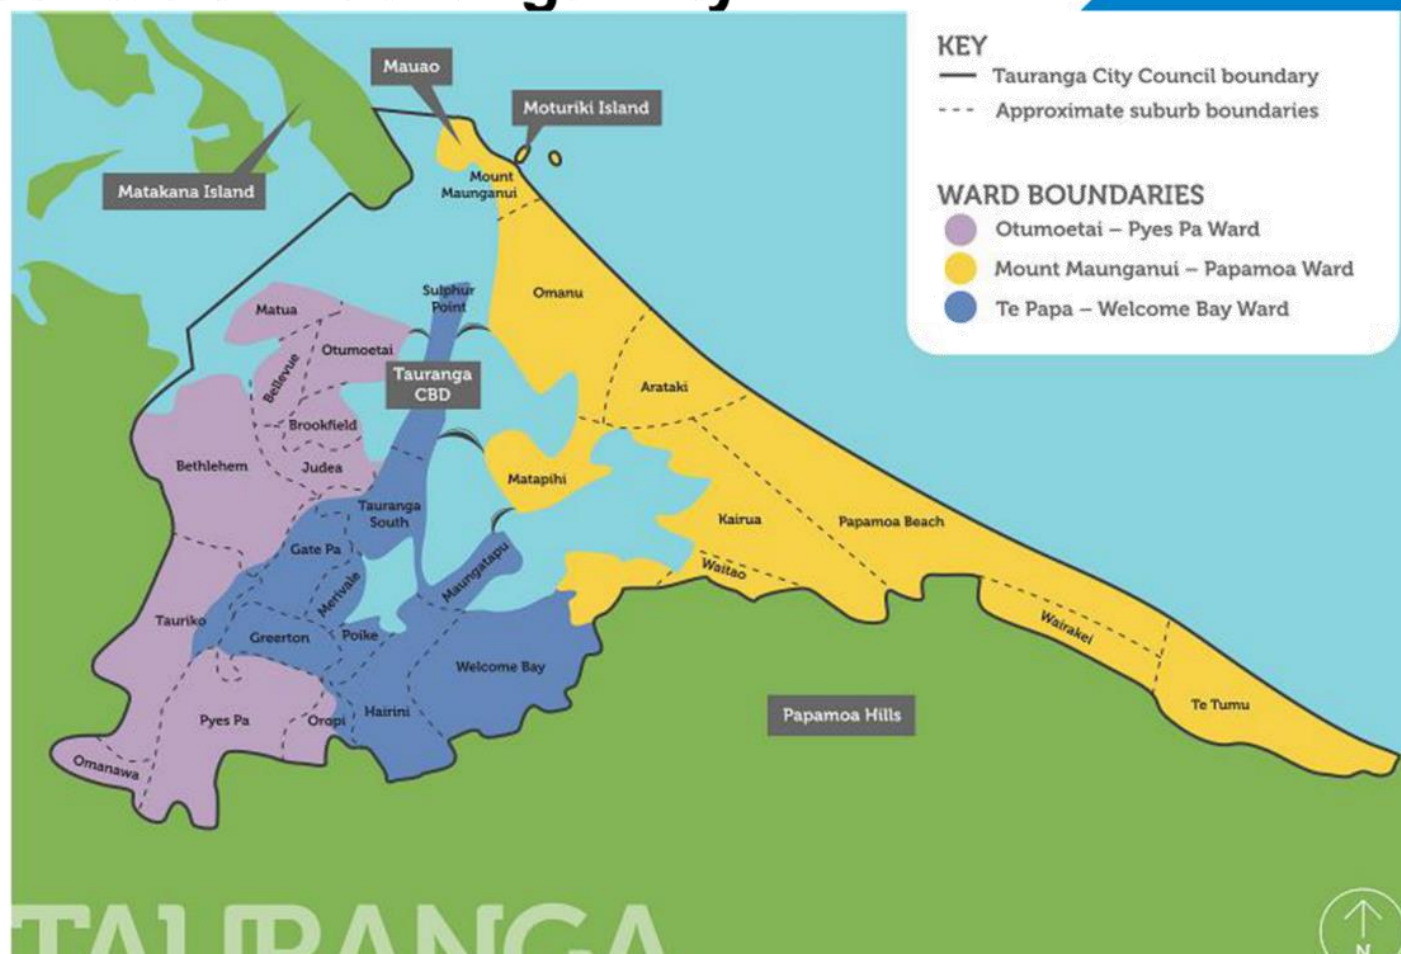 KEY
Tauranga City Council boundary
Approximate suburb boundaries
WARD BOUNDARIES
Otumoetai – Pyes Pa Ward
Mount Maunganui – Papamoa Ward
Te Papa – Welcome Bay Ward
Mauao
Moturiki Island
Matakana Island
Mount
Maunganui
Sulphur
Point
Omanu
Matua
Otumoetai
Bellevue
Tauranga
CBD
Arataki
Brookfield
Bethlehem
Judea
Matapihi
Tauranga
South
Kairua
Papamoa Beach
Gate Pa
Maungatapu
Waitao
Merivale
Tauriko
Greerton
Poike
Wairakei
Welcome Bay
Te Tumu
Pyes Pa
Oropi
Hairini
Papamoa Hills
Omanawa
TAURANGA
N